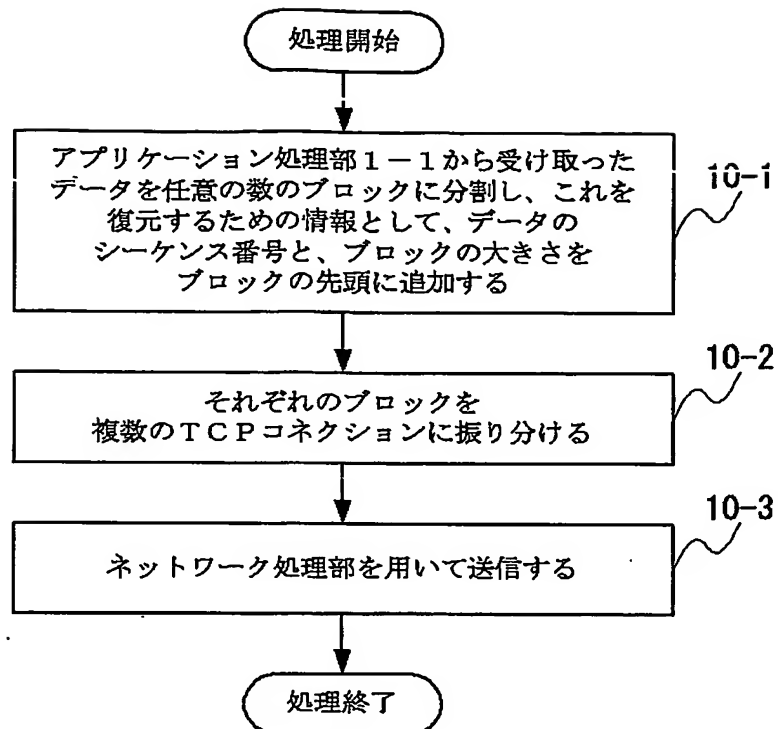 処理開始
アプリケーション処理部１－１から受け取った
データを任意の数のブロックに分割し、これを
復元するための情報として、データの
シーケンス番号と、ブロックの大きさを
ブロックの先頭に追加する
10-1
それぞれのブロックを
複数のＴＣＰコネクションに振り分ける
10-2
ネットワーク処理部を用いて送信する
10-3
処理終了